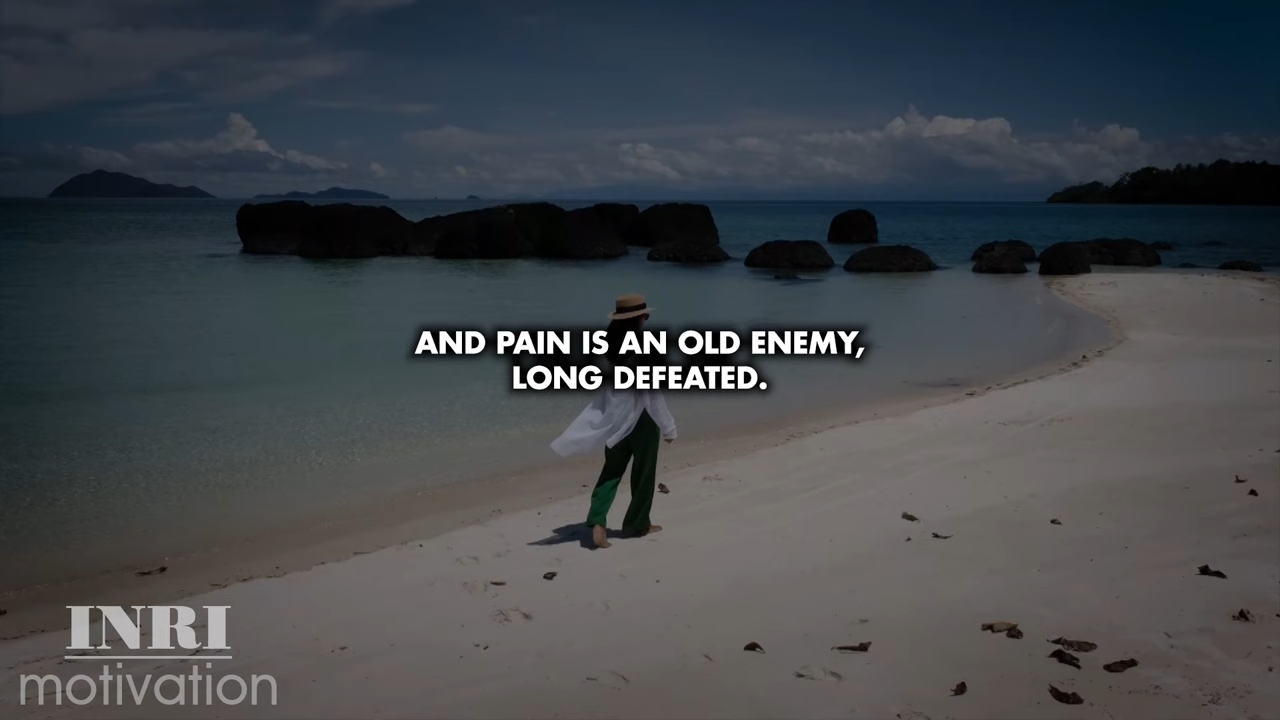 AND PAIN IS AN OLD ENEMY,
LONG DEFEATED.
INRI
motivation